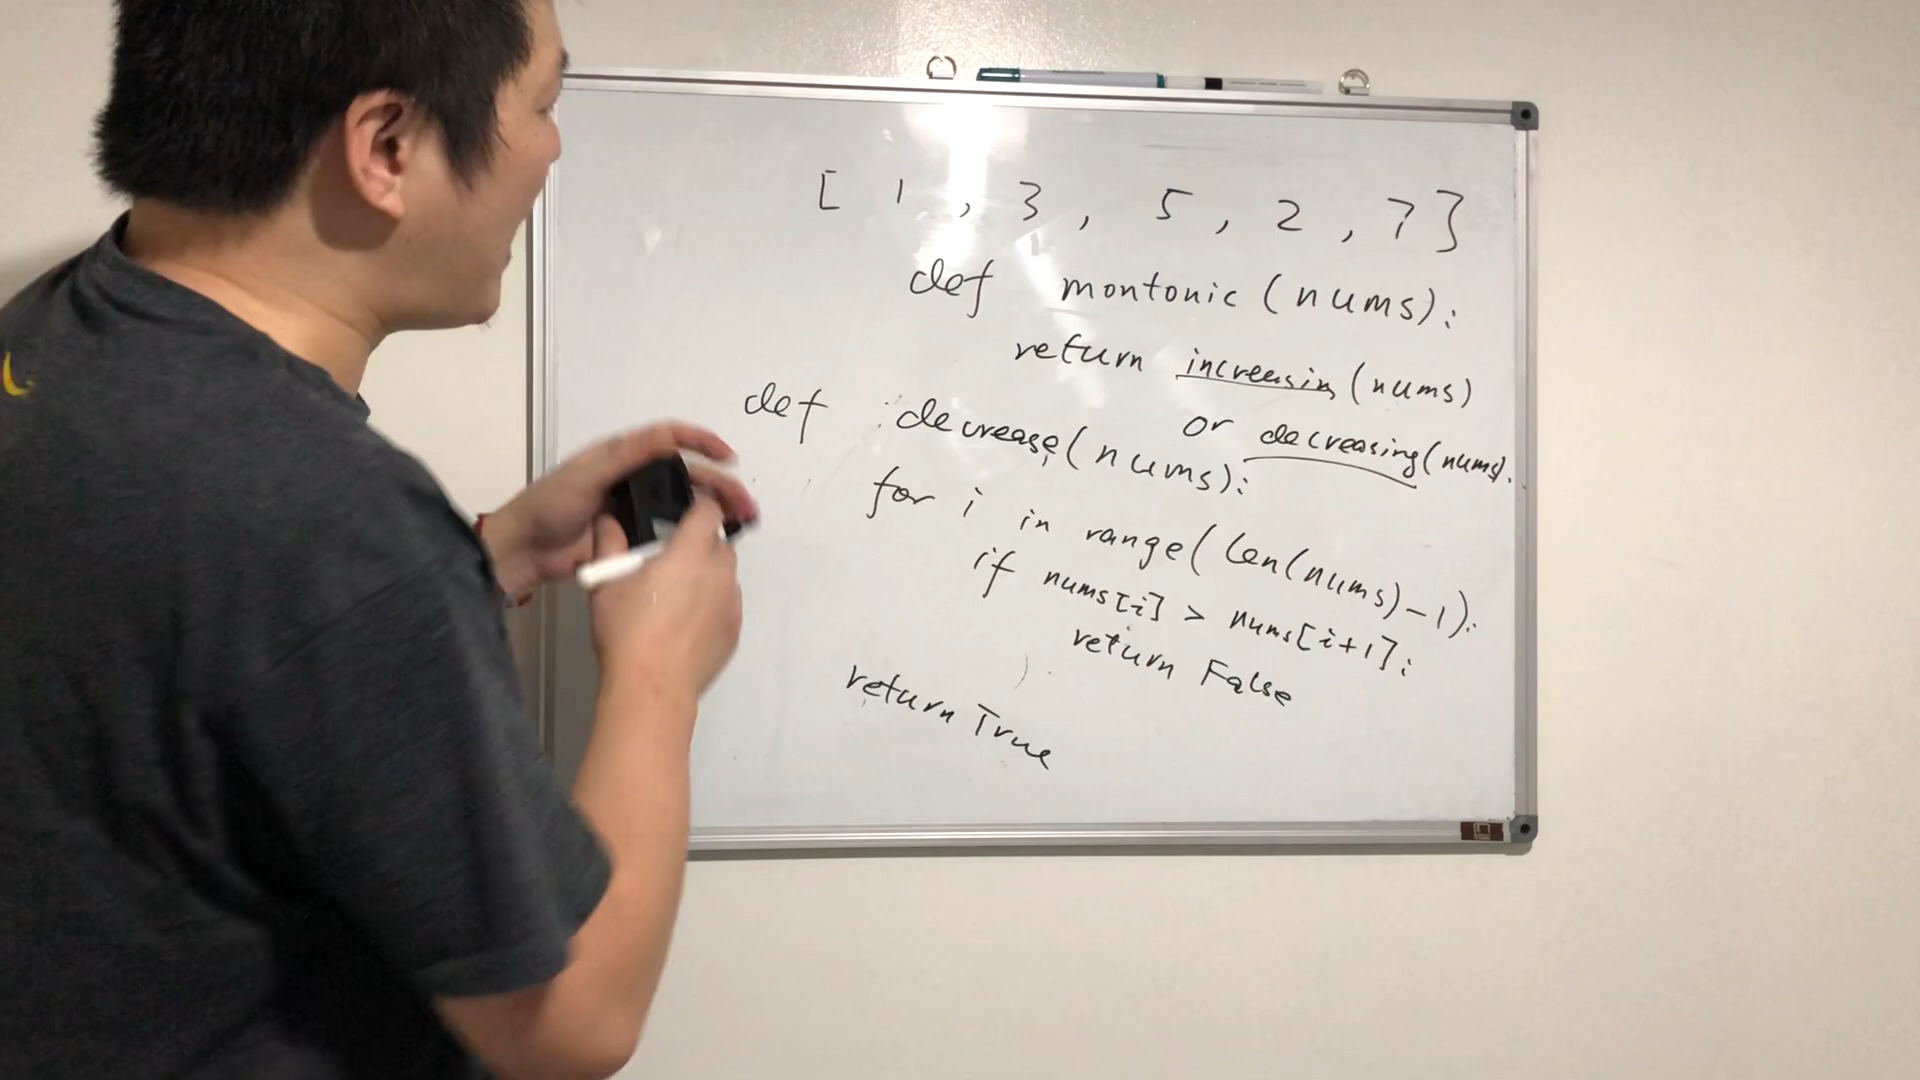 [ 1 , 3 , 5 , 2 , 7 ]
def montonic (nums):
return increasing (nums)
or decreasing (nums).
def decrease (nums):
for i in range (len(nums) - 1):
if nums[i] > nums[i+1]:
return False
return True